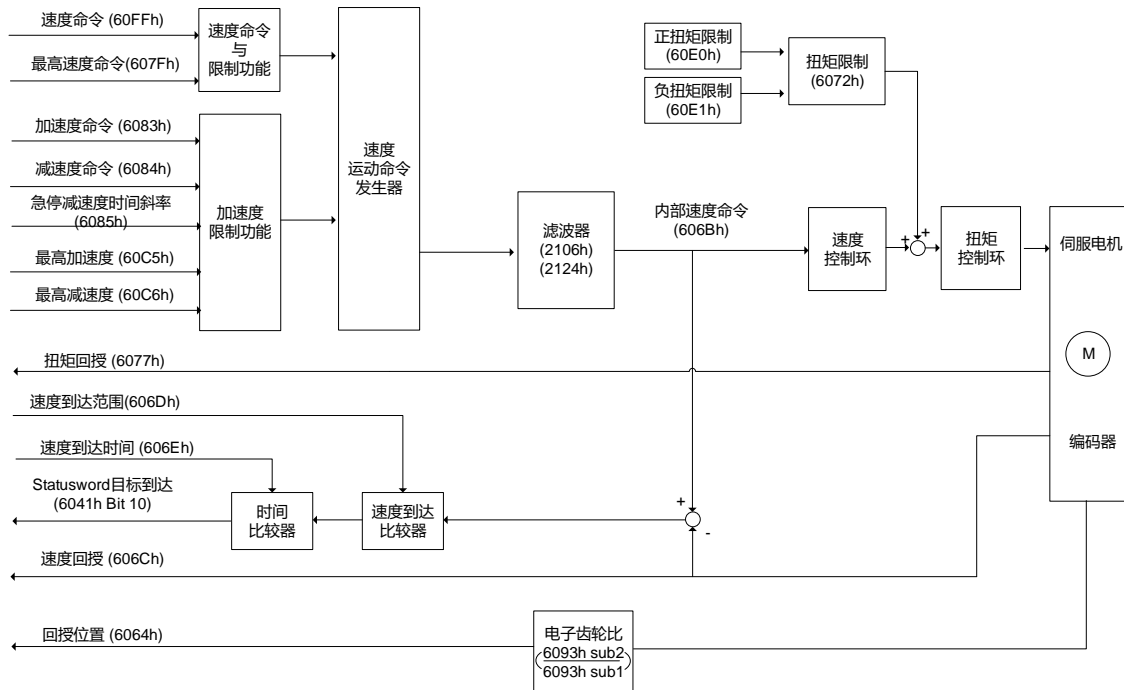 速度命令 (60FFh)
最高速度命令(607Fh)
速度命令
与
限制功能
加速度命令 (6083h)
减速度命令 (6084h)
急停减速度时间斜率
(6085h)
最高加速度 (60C5h)
最高减速度 (60C6h)
加速度
限制功能
速度
运动命令
发生器
滤波器
(2106h)
(2124h)
内部速度命令
(606Bh)
正扭矩限制
(60E0h)
负扭矩限制
(60E1h)
扭矩限制
(6072h)
速度
控制环
+
+
扭矩
控制环
伺服电机
M
编码器
扭矩回授 (6077h)
速度到达范围(606Dh)
速度到达时间 (606Eh)
Statusword目标到达
(6041h Bit 10)
时间
比较器
速度到达
比较器
+
-
速度回授 (606Ch)
回授位置 (6064h)
电子齿轮比
(6093h sub2
6093h sub1)